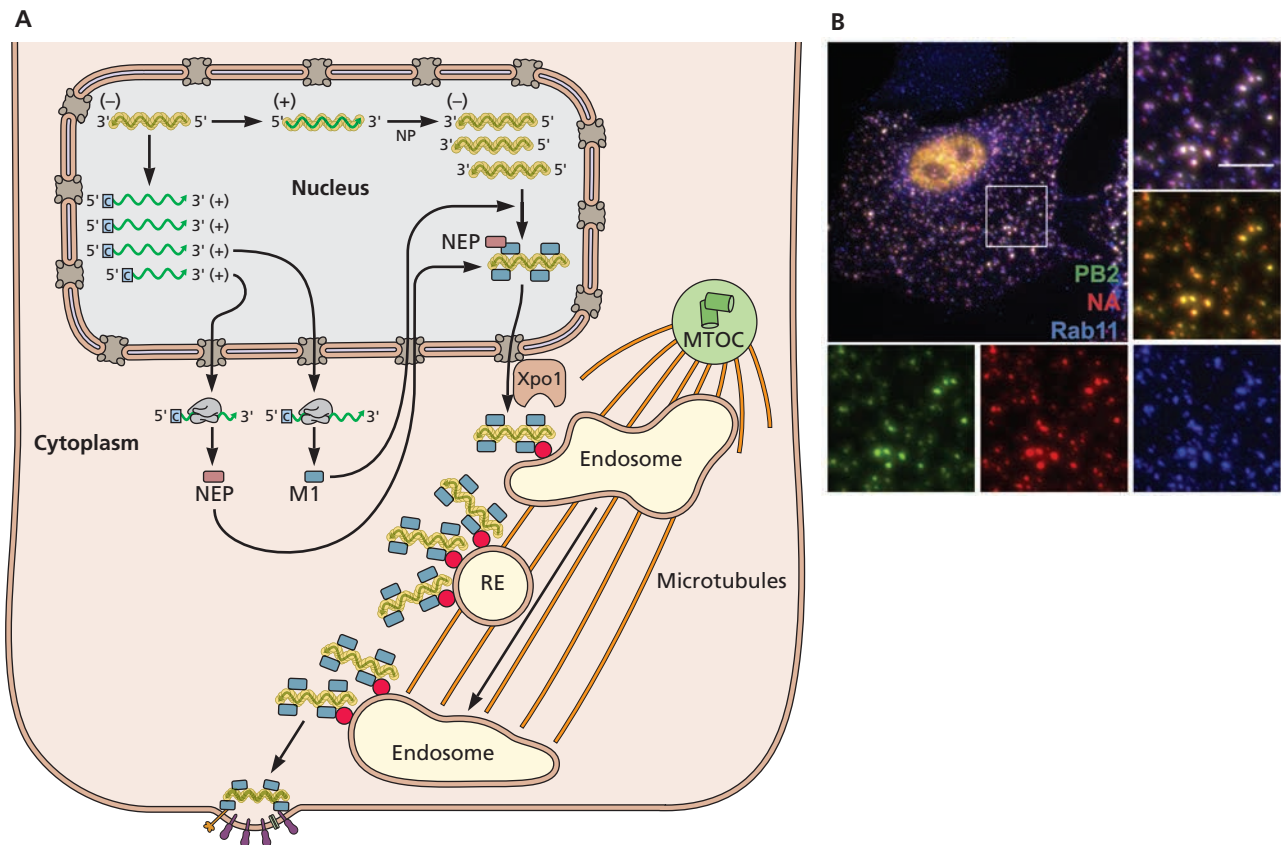 A
B
(–)
3' 5'
(+)
5' 3'
NP
(–)
3' 5'
3' 5'
3' 5'
Nucleus
5' C 3' (+)
5' C 3' (+)
5' C 3' (+)
5' C 3' (+)
NEP
MTOC
Xpo1
5' C 3'
5' C 3'
Cytoplasm
NEP
M1
Endosome
RE
Microtubules
Endosome
PB2
NA
Rab11